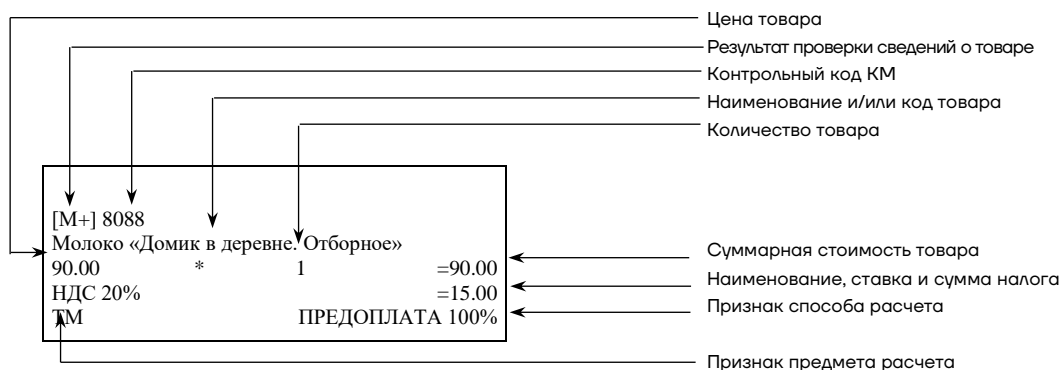 Цена товара
Результат проверки сведений о товаре
Контрольный код КМ
Наименование и/или код товара
Количество товара
[М+] 8088
Молоко «Домик в деревне. Отборное»
90.00 * 1 =90.00
НДС 20% =15.00
ТМ ПРЕДОПЛАТА 100%
Суммарная стоимость товара
Наименование, ставка и сумма налога
Признак способа расчета
Признак предмета расчета